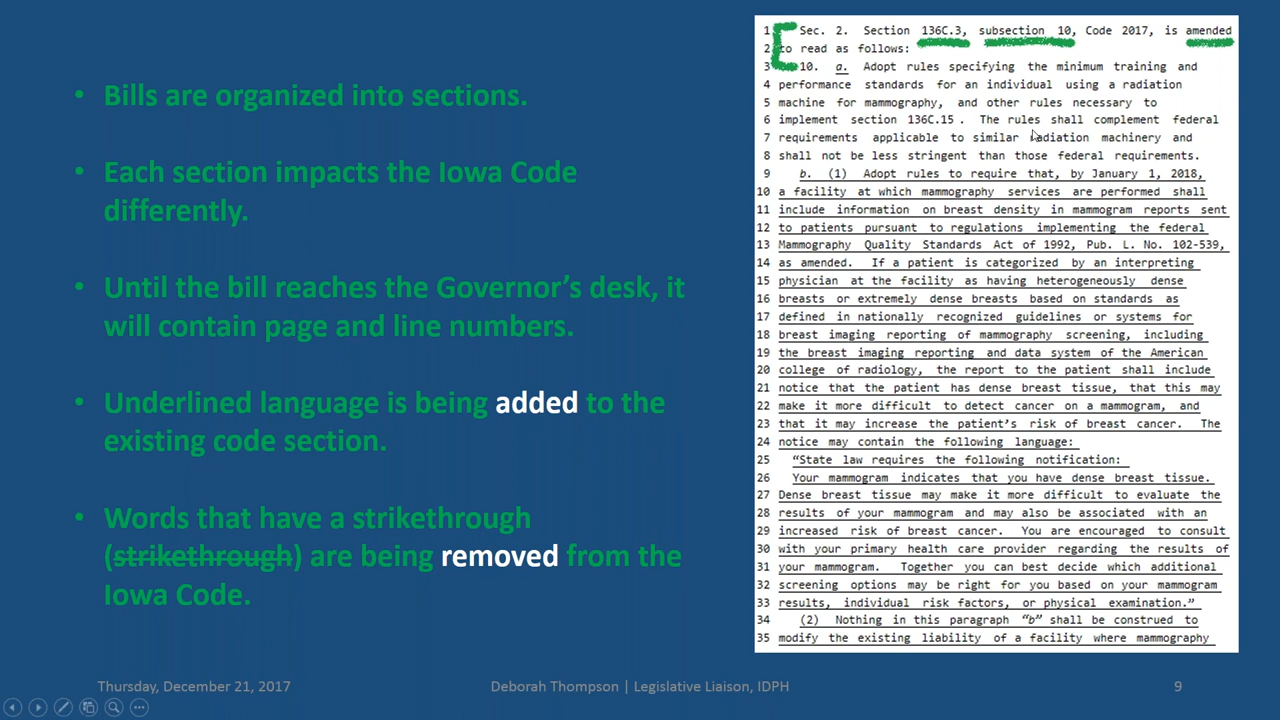 • Bills are organized into sections.
• Each section impacts the Iowa Code
differently.
• Until the bill reaches the Governor’s desk, it
will contain page and line numbers.
• Underlined language is being added to the
existing code section.
• Words that have a strikethrough
(strikethrough) are being removed from the
Iowa Code.
1 Sec. 2. Section 136C.3, subsection 10, Code 2017, is amended
2 to read as follows:
3 10. a. Adopt rules specifying the minimum training and
4 performance standards for an individual using a radiation
5 machine for mammography, and other rules necessary to
6 implement section 136C.15 . The rules shall complement federal
7 requirements applicable to similar radiation machinery and
8 shall not be less stringent than those federal requirements.
9 b. (1) Adopt rules to require that, by January 1, 2018,
10 a facility at which mammography services are performed shall
11 include information on breast density in mammogram reports sent
12 to patients pursuant to regulations implementing the federal
13 Mammography Quality Standards Act of 1992, Pub. L. No. 102-539,
14 as amended. If a patient is categorized by an interpreting
15 physician at the facility as having heterogeneously dense
16 breasts or extremely dense breasts based on standards as
17 defined in nationally recognized guidelines or systems for
18 breast imaging reporting of mammography screening, including
19 the breast imaging reporting and data system of the American
20 college of radiology, the report to the patient shall include
21 notice that the patient has dense breast tissue, that this may
22 make it more difficult to detect cancer on a mammogram, and
23 that it may increase the patient’s risk of breast cancer. The
24 notice may contain the following language:
25 “State law requires the following notification:
26 Your mammogram indicates that you have dense breast tissue.
27 Dense breast tissue may make it more difficult to evaluate the
28 results of your mammogram and may also be associated with an
29 increased risk of breast cancer. You are encouraged to consult
30 with your primary health care provider regarding the results of
31 your mammogram. Together you can best decide which additional
32 screening options may be right for you based on your mammogram
33 results, individual risk factors, or physical examination.”
34 (2) Nothing in this paragraph “b” shall be construed to
35 modify the existing liability of a facility where mammography
Thursday, December 21, 2017
Deborah Thompson | Legislative Liaison, IDPH
9